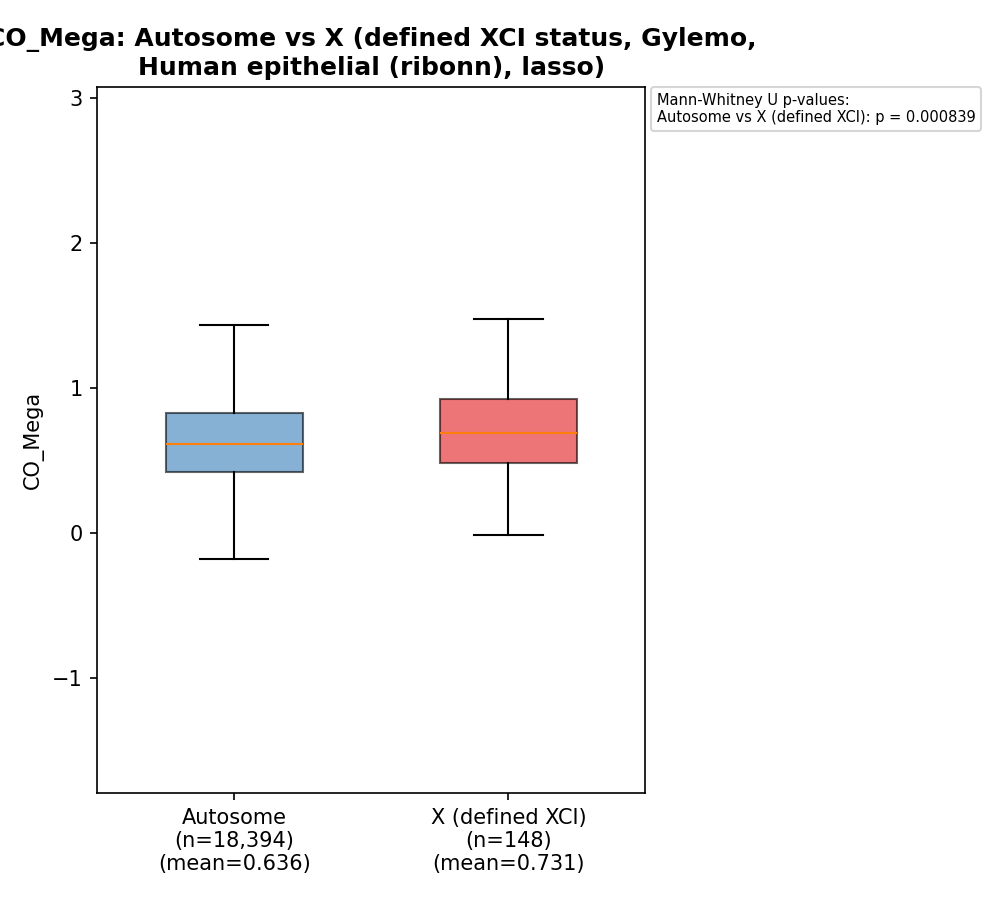 CO_Mega: Autosome vs X (defined XCI status, Gylemo,
Human epithelial (ribonn), lasso)
Mann-Whitney U p-values:
Autosome vs X (defined XCI): p = 0.000839
3
2
1
0
−1
CO_Mega
Autosome
(n=18,394)
(mean=0.636)
X (defined XCI)
(n=148)
(mean=0.731)